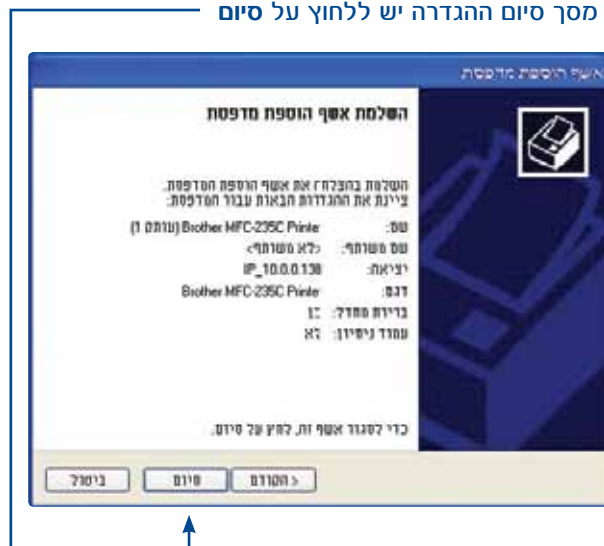 מסך סיום ההגדרה יש ללחוץ על סיום
אשף הוספת מדפסת
השלמת אשף הוספת מדפסת
השלמת בהצלחה את אשף הוספת המדפסת.
ציינת את ההגדרות הבאות עבור המדפסת:
שם: Brother MFC-235C Printer (עותק 1)
שם משותף: <לא משותף>
יציאה: IP_10.0.0.138
דגם: Brother MFC-235C Printer
ברירת מחדל: כן
עמוד ניסיון: לא
כדי לסגור אשף זה, לחץ על סיום.
< הקודם
סיום
ביטול